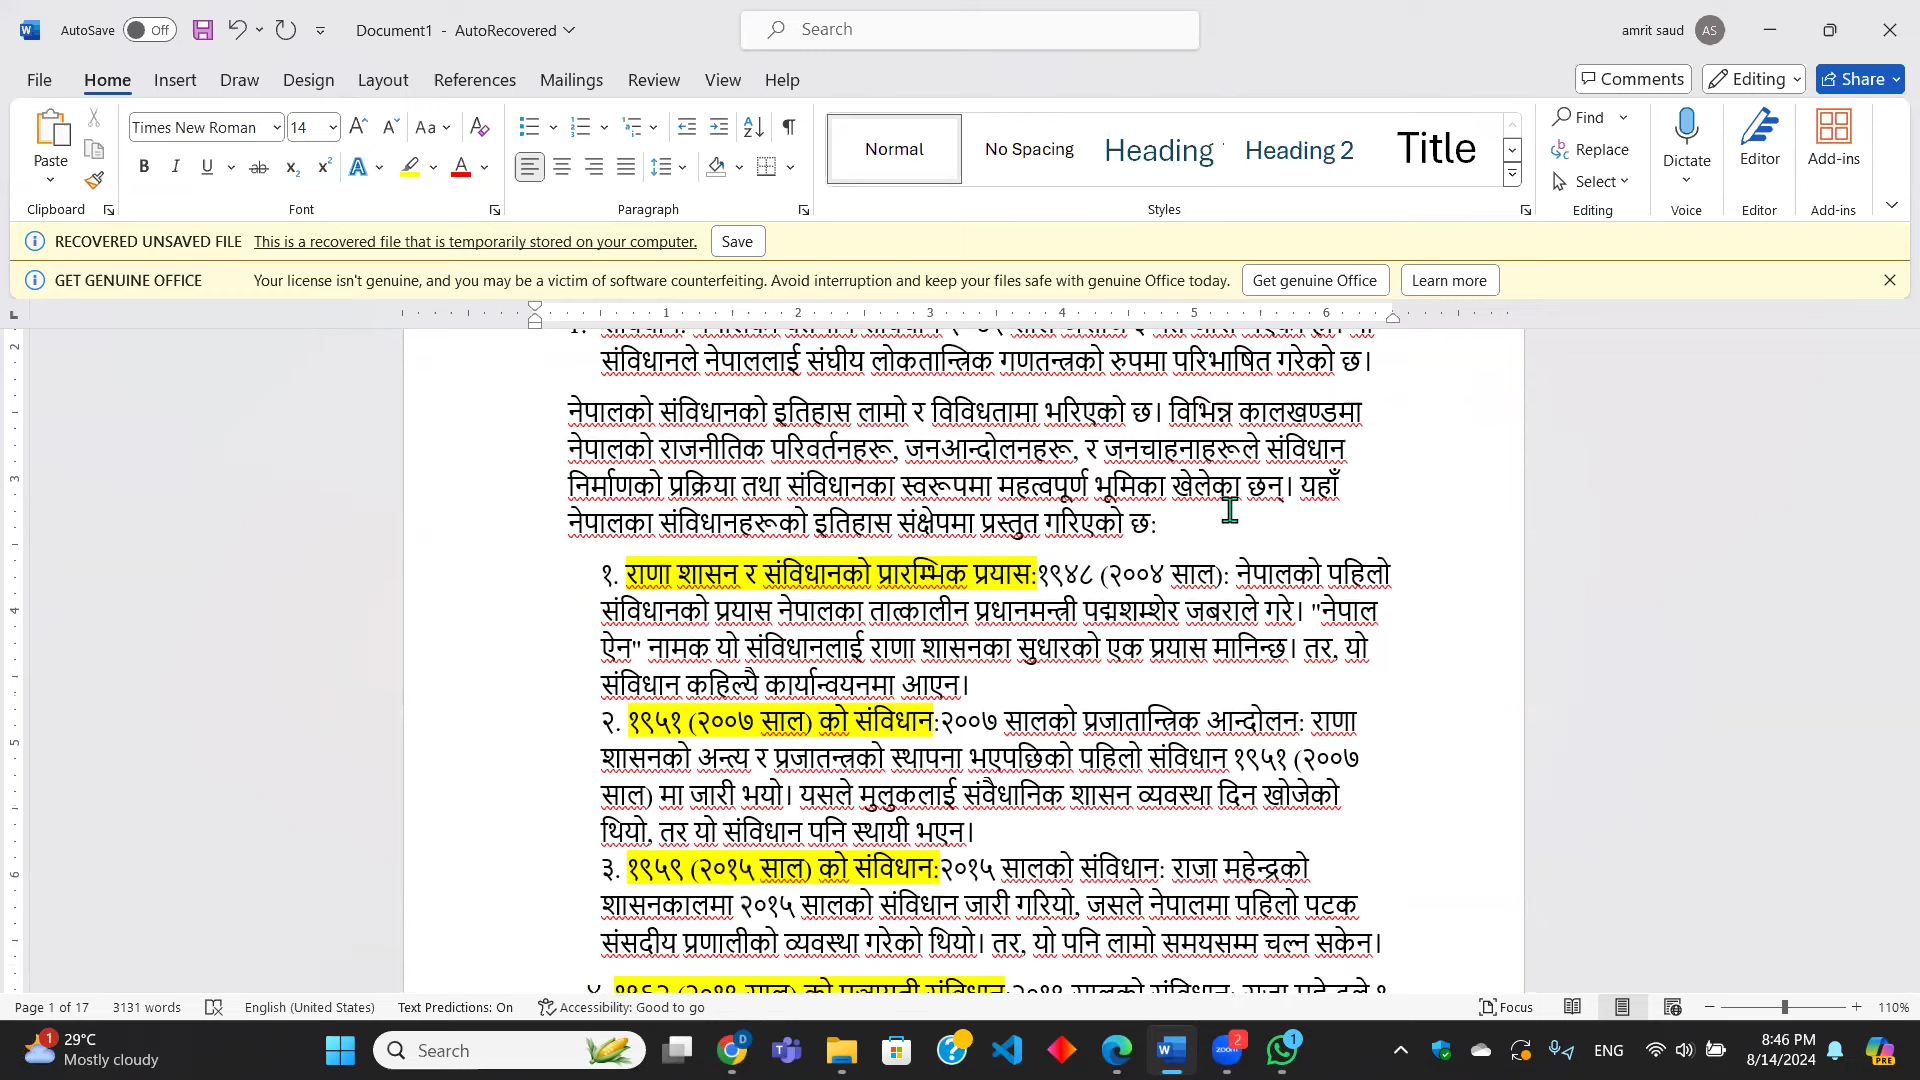 AutoSave Off Document1 - AutoRecovered Search amrit saud AS
File Home Insert Draw Design Layout References Mailings Review View Help Comments Editing Share
Paste Times New Roman 14 Normal No Spacing Heading Heading 2 Title Find Replace Select Dictate Editor Add-ins
Clipboard Font Paragraph Styles Editing Voice Editor Add-ins
RECOVERED UNSAVED FILE This is a recovered file that is temporarily stored on your computer. Save
GET GENUINE OFFICE Your license isn't genuine, and you may be a victim of software counterfeiting. Avoid interruption and keep your files safe with genuine Office today. Get genuine Office Learn more
1 2 3 4 5 6
संविधानले नेपाललाई संघीय लोकतान्त्रिक गणतन्त्रको रुपमा परिभाषित गरेको छ।
नेपालको संविधानको इतिहास लामो र विविधतामा भरिएको छ। विभिन्न कालखण्डमा
नेपालको राजनीतिक परिवर्तनहरू, जनआन्दोलनहरू, र जनचाहनाहरूले संविधान
निर्माणको प्रक्रिया तथा संविधानका स्वरूपमा महत्वपूर्ण भूमिका खेलेका छन्। यहाँ
नेपालका संविधानहरूको इतिहास संक्षेपमा प्रस्तुत गरिएको छ:
१. राणा शासन र संविधानको प्रारम्भिक प्रयास:१९४८ (२००४ साल): नेपालको पहिलो
संविधानको प्रयास नेपालका तात्कालीन प्रधानमन्त्री पद्मशम्शेर जबराले गरे। "नेपाल
ऐन" नामक यो संविधानलाई राणा शासनका सुधारको एक प्रयास मानिन्छ। तर, यो
संविधान कहिल्यै कार्यान्वयनमा आएन।
२. १९५१ (२००७ साल) को संविधान:२००७ सालको प्रजातान्त्रिक आन्दोलन: राणा
शासनको अन्त्य र प्रजातन्त्रको स्थापना भएपछिको पहिलो संविधान १९५१ (२००७
साल) मा जारी भयो। यसले मुलुकलाई संवैधानिक शासन व्यवस्था दिन खोजेको
थियो, तर यो संविधान पनि स्थायी भएन।
३. १९५९ (२०१५ साल) को संविधान:२०१५ सालको संविधान: राजा महेन्द्रको
शासनकालमा २०१५ सालको संविधान जारी गरियो, जसले नेपालमा पहिलो पटक
संसदीय प्रणालीको व्यवस्था गरेको थियो। तर, यो पनि लामो समयसम्म चल्न सकेन।
Page 1 of 17 3131 words English (United States) Text Predictions: On Accessibility: Good to go Focus 110%
29°C Mostly cloudy Search ENG 8:46 PM 8/14/2024